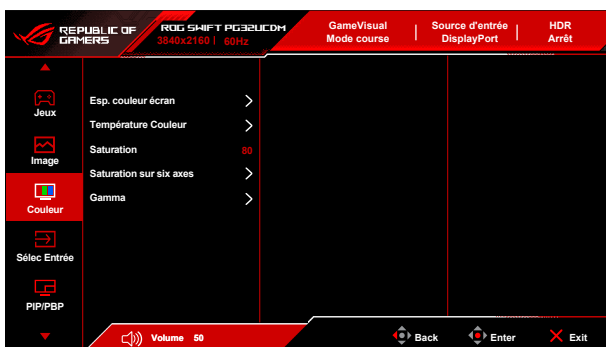 REPUBLIC OF
GAMERS
ROG SWIFT PG32UCDM
3840x2160 | 60Hz
GameVisual
Mode course
Source d'entrée
DisplayPort
HDR
Arrêt
Jeux
Image
Couleur
Sélec Entrée
PIP/PBP
Esp. couleur écran
Température Couleur
Saturation 80
Saturation sur six axes
Gamma
Volume 50
Back
Enter
Exit